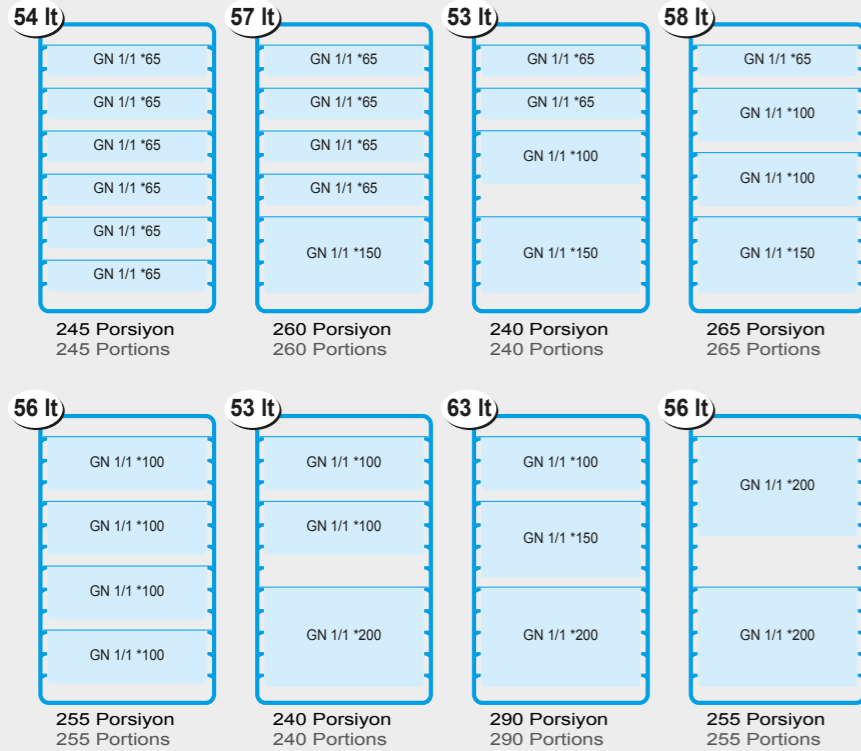 54 lt
GN 1/1 *65
GN 1/1 *65
GN 1/1 *65
GN 1/1 *65
GN 1/1 *65
GN 1/1 *65
245 Porsiyon
245 Portions
57 lt
GN 1/1 *65
GN 1/1 *65
GN 1/1 *65
GN 1/1 *65
GN 1/1 *150
260 Porsiyon
260 Portions
53 lt
GN 1/1 *65
GN 1/1 *65
GN 1/1 *100
GN 1/1 *150
240 Porsiyon
240 Portions
58 lt
GN 1/1 *65
GN 1/1 *100
GN 1/1 *100
GN 1/1 *150
265 Porsiyon
265 Portions
56 lt
GN 1/1 *100
GN 1/1 *100
GN 1/1 *100
GN 1/1 *100
255 Porsiyon
255 Portions
53 lt
GN 1/1 *100
GN 1/1 *100
GN 1/1 *200
240 Porsiyon
240 Portions
63 lt
GN 1/1 *100
GN 1/1 *150
GN 1/1 *200
290 Porsiyon
290 Portions
56 lt
GN 1/1 *200
GN 1/1 *200
255 Porsiyon
255 Portions